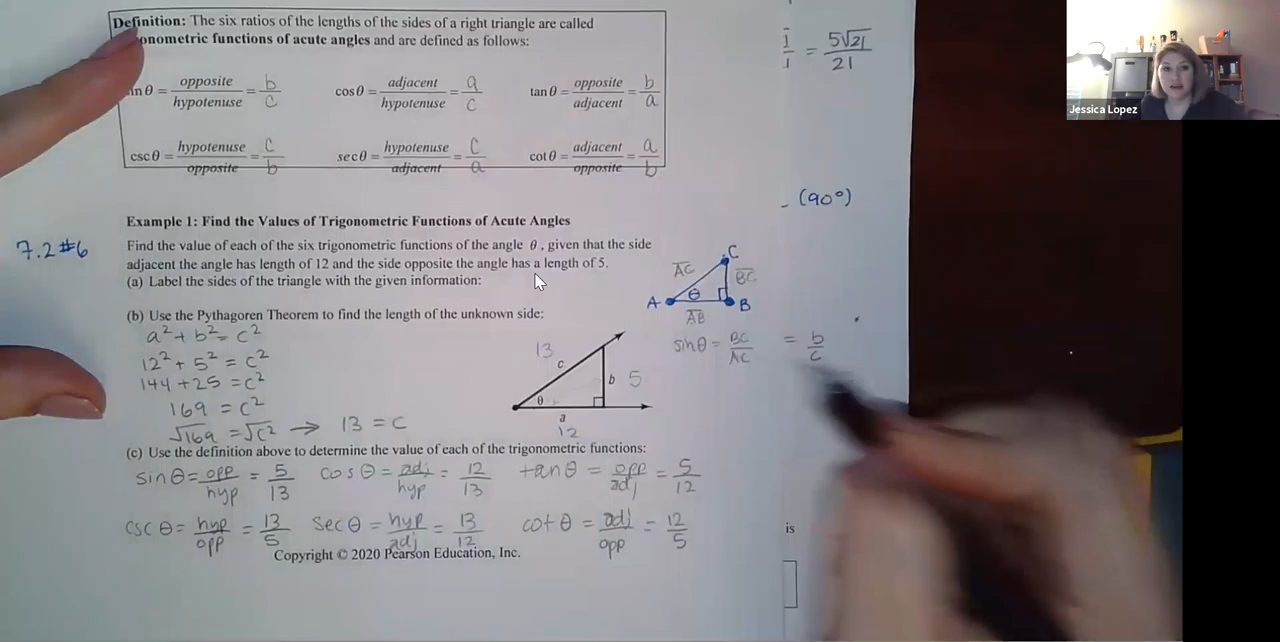 Definition: The six ratios of the lengths of the sides of a right triangle are called
onometric functions of acute angles and are defined as follows:
in θ = opposite/hypotenuse = b/c cos θ = adjacent/hypotenuse = a/c tan θ = opposite/adjacent = b/a
csc θ = hypotenuse/opposite = c/b sec θ = hypotenuse/adjacent = c/a cot θ = adjacent/opposite = a/b
1/1 = 5√21/21
Jessica Lopez
- (90°)
Example 1: Find the Values of Trigonometric Functions of Acute Angles
7.2 #6
Find the value of each of the six trigonometric functions of the angle θ, given that the side
adjacent the angle has length of 12 and the side opposite the angle has a length of 5.
(a) Label the sides of the triangle with the given information:
C
AC BC
A θ B
AB
sin θ = BC/AC = b/c
(b) Use the Pythagoren Theorem to find the length of the unknown side:
a² + b² = c²
12² + 5² = c²
144 + 25 = c²
169 = c²
√169 = √c² → 13 = c
13
c
b 5
θ
a
12
(c) Use the definition above to determine the value of each of the trigonometric functions:
sin θ = opp/hyp = 5/13 cos θ = adj/hyp = 12/13 tan θ = opp/adj = 5/12
csc θ = hyp/opp = 13/5 sec θ = hyp/adj = 13/12 cot θ = adj/opp = 12/5
is
Copyright © 2020 Pearson Education, Inc.